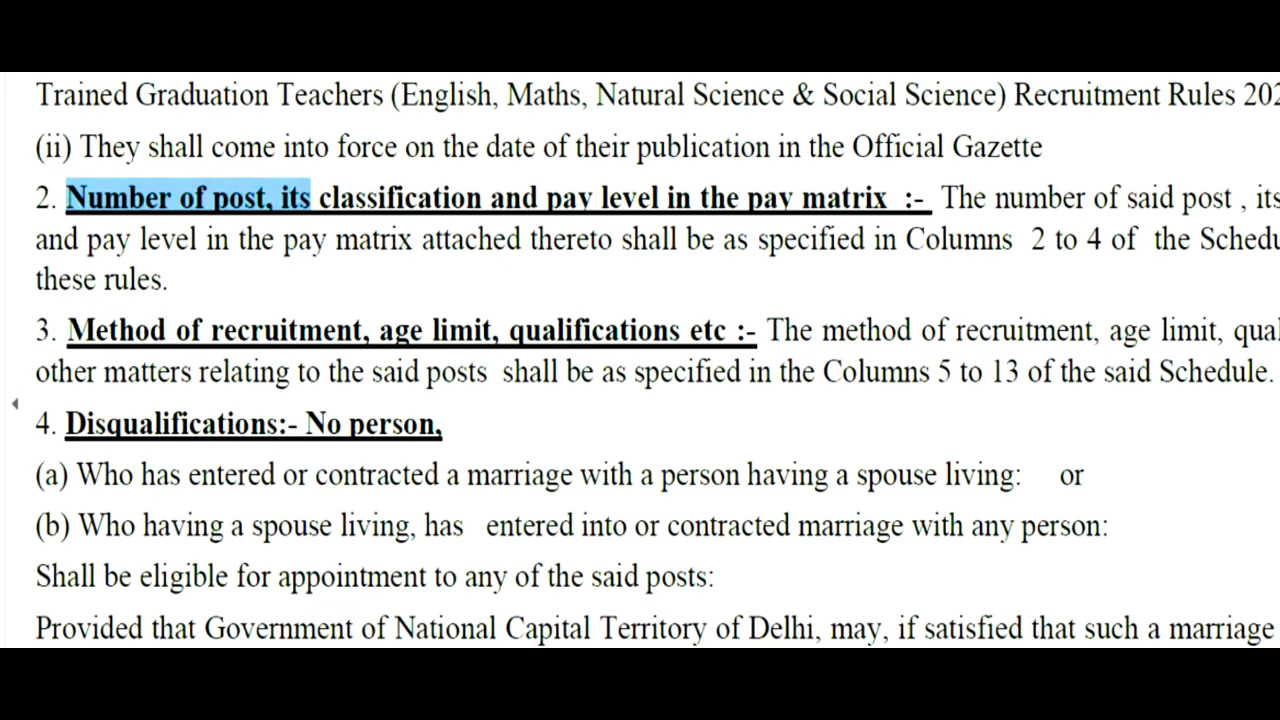 Trained Graduation Teachers (English, Maths, Natural Science & Social Science) Recruitment Rules 202
(ii) They shall come into force on the date of their publication in the Official Gazette
2. Number of post, its classification and pay level in the pay matrix :- The number of said post , its
and pay level in the pay matrix attached thereto shall be as specified in Columns 2 to 4 of the Schedu
these rules.
3. Method of recruitment, age limit, qualifications etc :- The method of recruitment, age limit, qual
other matters relating to the said posts shall be as specified in the Columns 5 to 13 of the said Schedule.
4. Disqualifications:- No person,
(a) Who has entered or contracted a marriage with a person having a spouse living: or
(b) Who having a spouse living, has entered into or contracted marriage with any person:
Shall be eligible for appointment to any of the said posts:
Provided that Government of National Capital Territory of Delhi, may, if satisfied that such a marriage